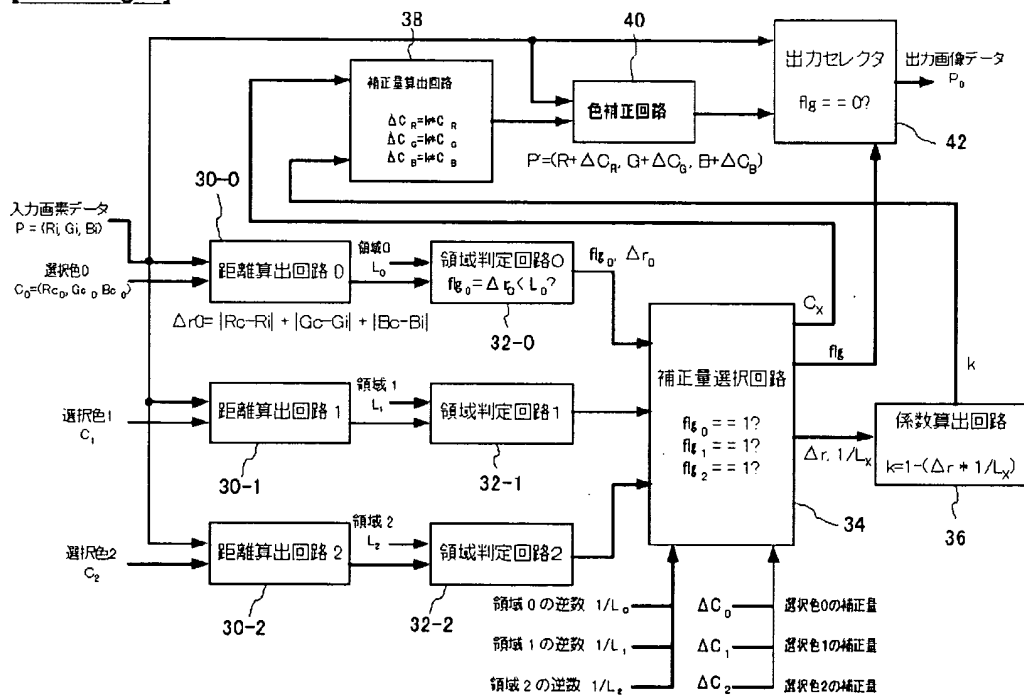 38
補正量算出回路
ΔC_R=k*C_R
ΔC_G=k*C_G
ΔC_B=k*C_B
40
色補正回路
P'=(R+ΔC_R, G+ΔC_G, B+ΔC_B)
出力セレクタ
flg == 0?
42
出力画像データ
P_0
入力画素データ
P = (Ri, Gi, Bi)
選択色0
C_0=(Rc_0, Gc_0, Bc_0)
30-0
距離算出回路 0
Δr0= |Rc-Ri| + |Gc-Gi| + |Bc-Bi|
領域0
L_0
領域判定回路0
flg_0=Δr_0<L_0?
32-0
flg_0, Δr_0
選択色1
C_1
距離算出回路 1
30-1
領域 1
L_1
領域判定回路1
32-1
選択色2
C_2
距離算出回路 2
30-2
領域 2
L_2
領域判定回路2
32-2
補正量選択回路
flg_0 == 1?
flg_1 == 1?
flg_2 == 1?
34
C_X
flg
k
Δr, 1/L_X
係数算出回路
k=1-(Δr * 1/L_X)
36
領域 0 の逆数 1/L_0
領域 1 の逆数 1/L_1
領域 2 の逆数 1/L_2
ΔC_0 選択色0の補正量
ΔC_1 選択色1の補正量
ΔC_2 選択色2の補正量